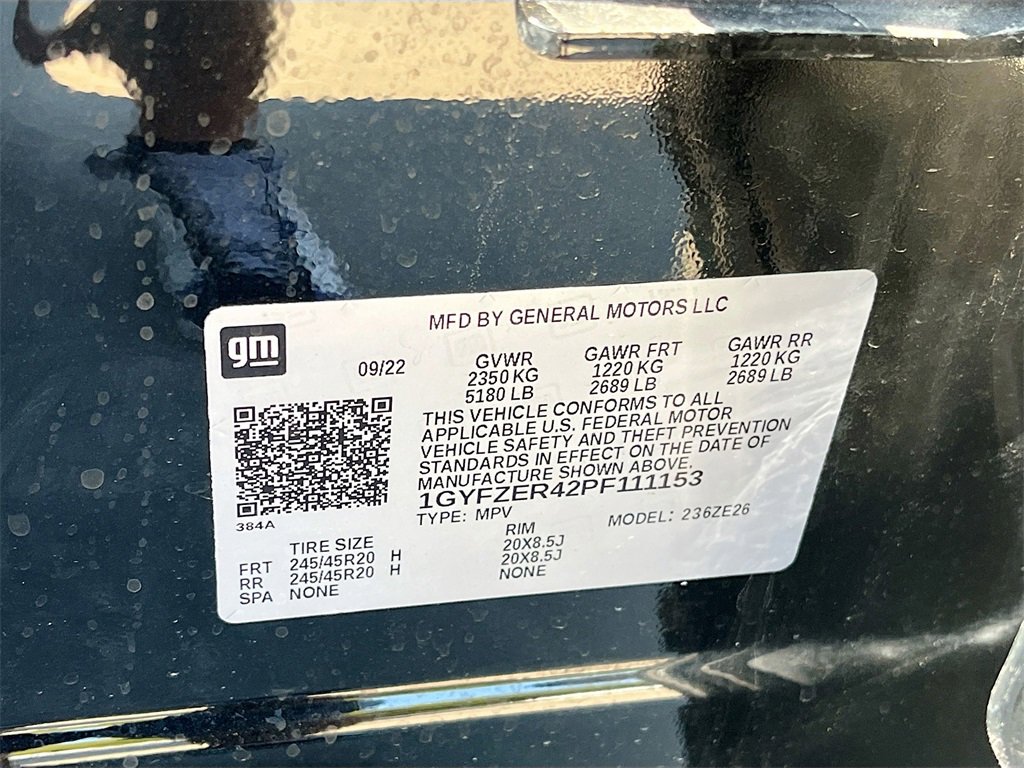 MFD BY GENERAL MOTORS LLC
gm
09/22
GVWR GAWR FRT GAWR RR
2350 KG 1220 KG 1220 KG
5180 LB 2689 LB 2689 LB
THIS VEHICLE CONFORMS TO ALL
APPLICABLE U.S. FEDERAL MOTOR
VEHICLE SAFETY AND THEFT PREVENTION
STANDARDS IN EFFECT ON THE DATE OF
MANUFACTURE SHOWN ABOVE.
1GYFZER42PF111153
TYPE: MPV MODEL: 236ZE26
384A
TIRE SIZE RIM
FRT 245/45R20 H 20X8.5J
RR 245/45R20 H 20X8.5J
SPA NONE NONE